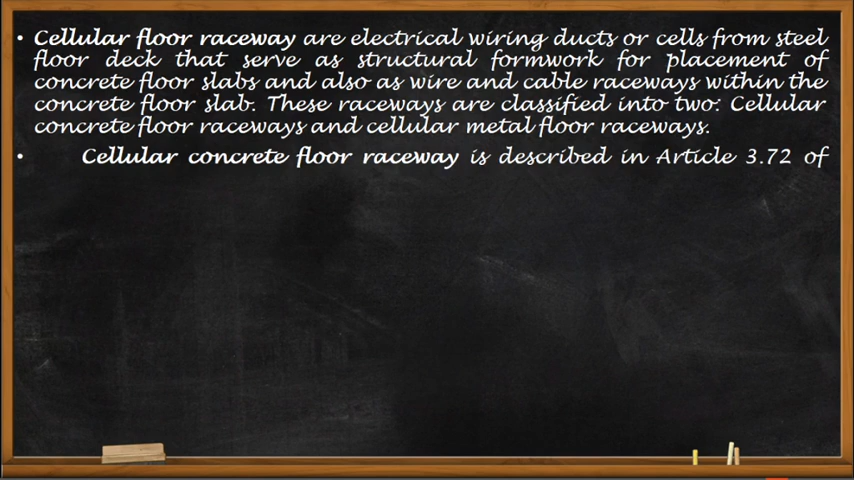 • Cellular floor raceway are electrical wiring ducts or cells from steel
floor deck that serve as structural formwork for placement of
concrete floor slabs and also as wire and cable raceways within the
concrete floor slab. These raceways are classified into two: Cellular
concrete floor raceways and cellular metal floor raceways.
• Cellular concrete floor raceway is described in Article 3.72 of